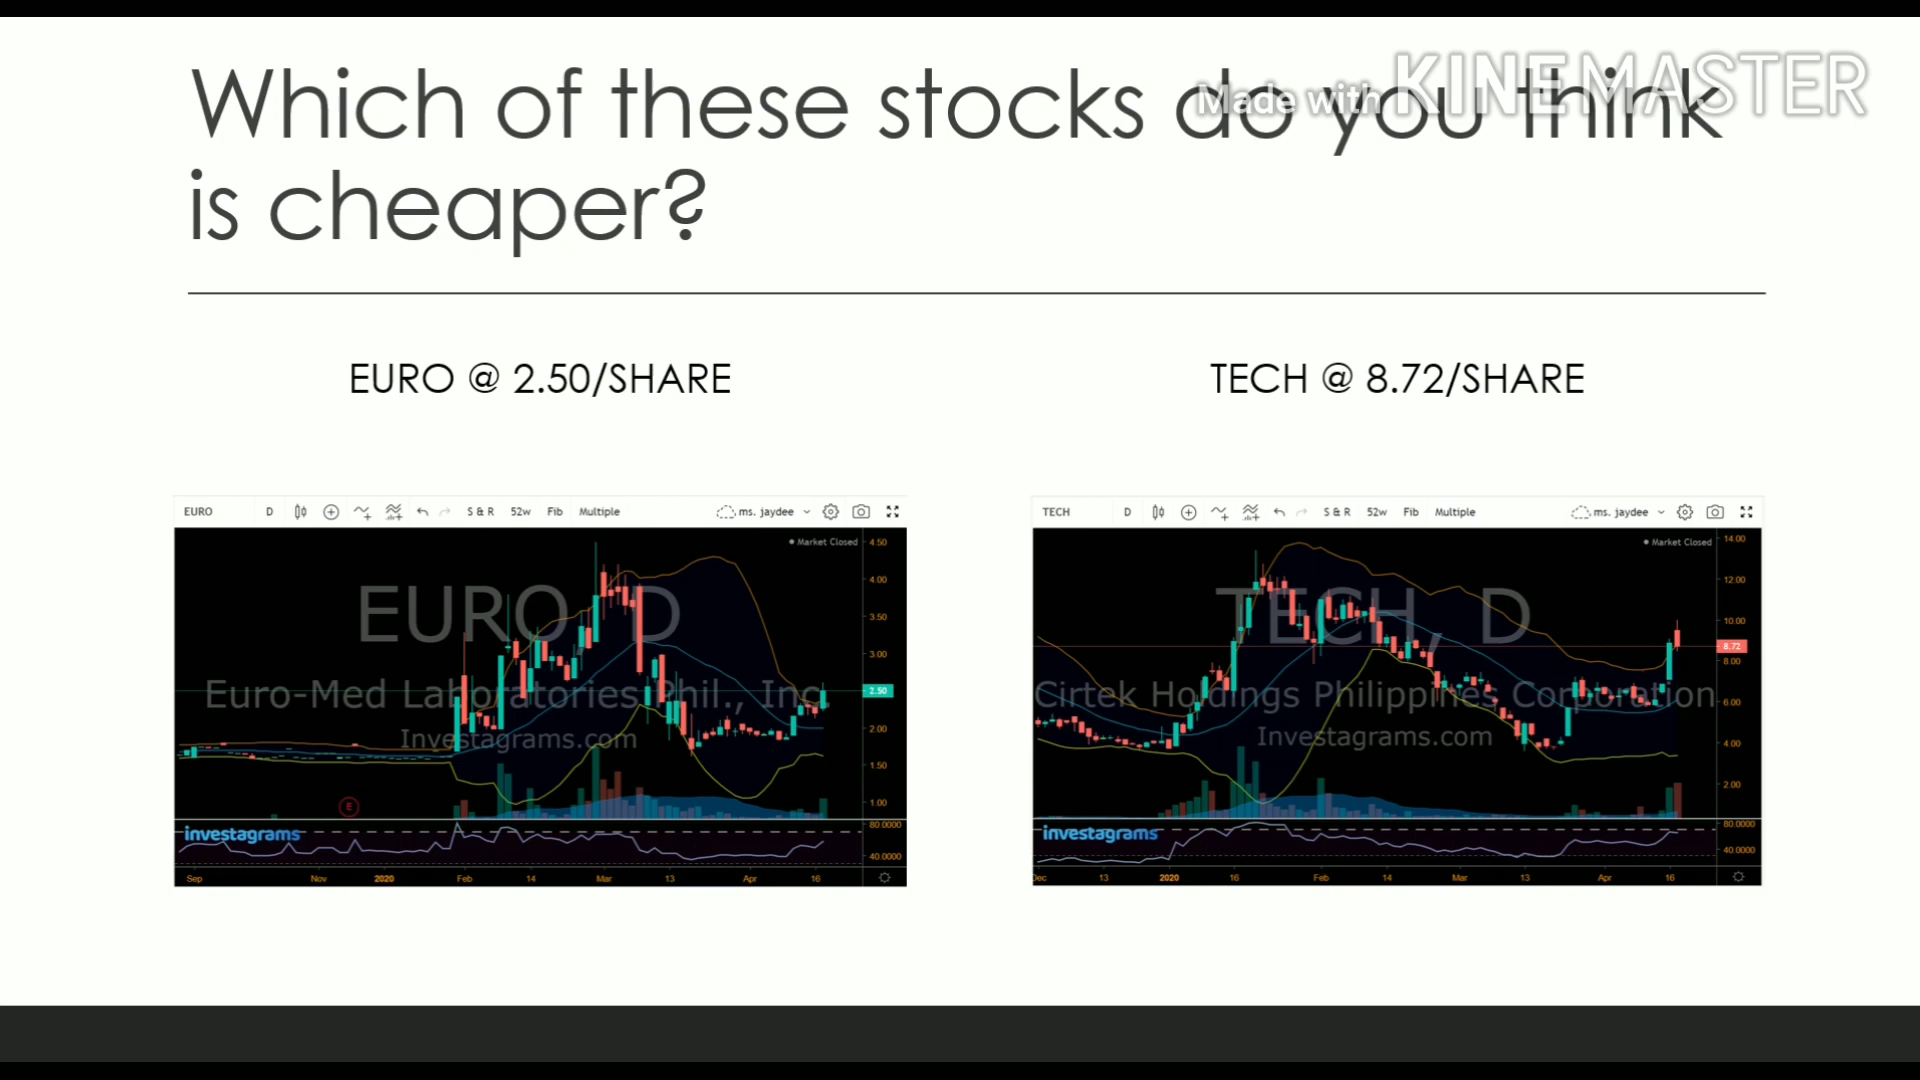 Which of these stocks do you think
is cheaper?
Made with KINEMASTER
EURO @ 2.50/SHARE
TECH @ 8.72/SHARE
EURO D S & R 52w Fib Multiple ms. jaydee
Market Closed 4.50
4.00
EURO, D
3.50
3.00
Euro-Med Laboratories Phil., Inc.
2.50
2.00
Investagrams.com
1.50
E
1.00
investagrams
80.0000
40.0000
Sep Nov 2020 Feb 14 Mar 13 Apr 16
TECH D S & R 52w Fib Multiple ms. jaydee
14.00
Market Closed
12.00
TECH, D
10.00
8.72
8.00
Cirtek Holdings Philippines Corporation
6.00
Investagrams.com
4.00
2.00
investagrams
80.0000
40.0000
Dec 13 2020 16 Feb 14 Mar 13 Apr 16